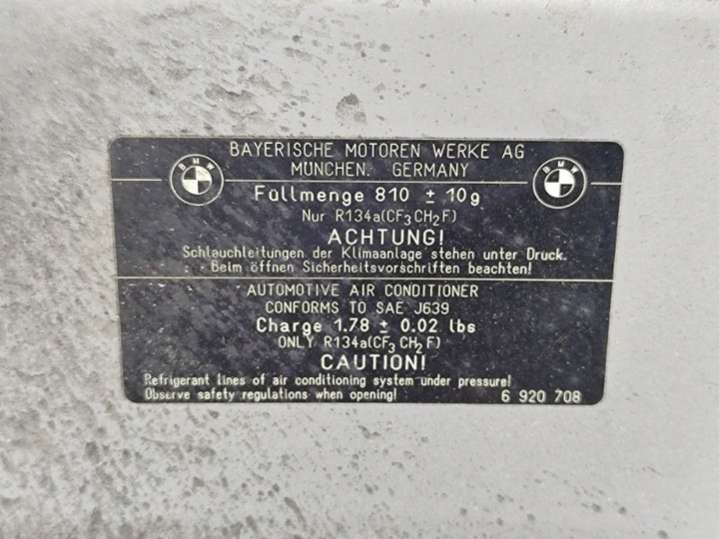 BAYERISCHE MOTOREN WERKE AG
MÜNCHEN. GERMANY
BMW
BMW
Füllmenge 810 ± 10g
Nur R134a(CF3CH2F)
ACHTUNG!
Schlauchleitungen der Klimaanlage stehen unter Druck.
Beim öffnen Sicherheitsvorschriften beachten!
AUTOMOTIVE AIR CONDITIONER
CONFORMS TO SAE J639
Charge 1.78 ± 0.02 lbs
ONLY R134a(CF3CH2F)
CAUTION!
Refrigerant lines of air conditioning system under pressure!
Observe safety regulations when opening! 6 920 708